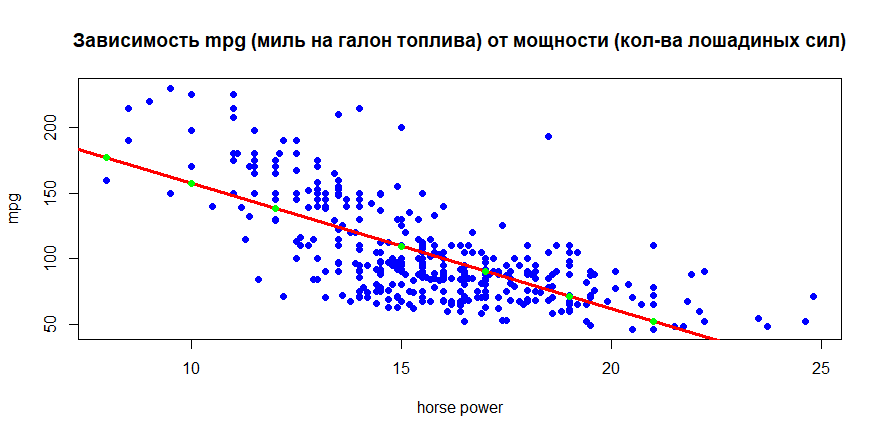 Зависимость mpg (миль на галон топлива) от мощности (кол-ва лошадиных сил)
200
150
100
50
mpg
10 15 20 25
horse power